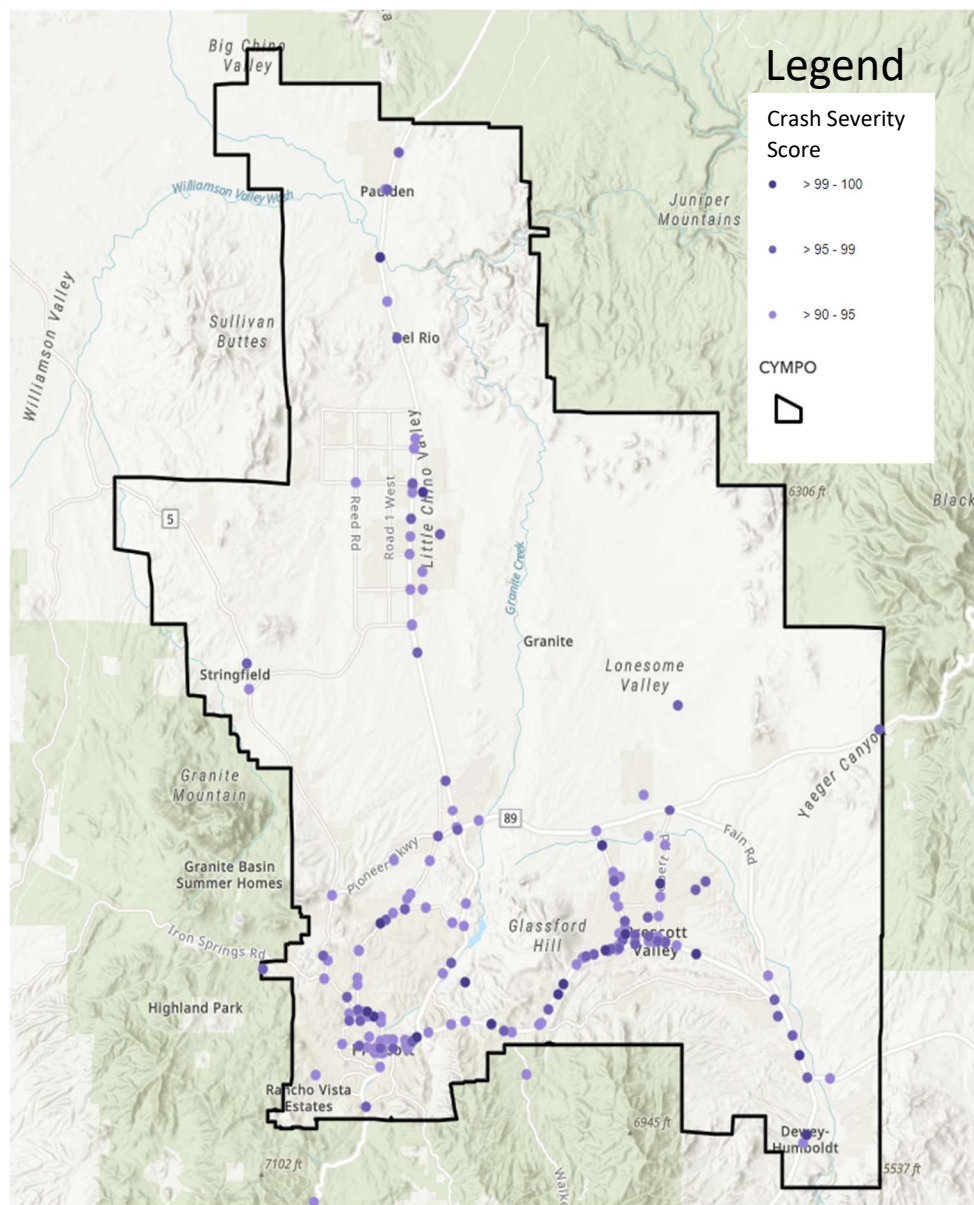 Big Chino
Valley
Legend
Crash Severity
Score
> 99 - 100
> 95 - 99
> 90 - 95
CYMPO
Williamson Valley Wash
Paulden
Juniper
Mountains
Williamson Valley
Sullivan
Buttes
Del Rio
Little Chino Valley
Reed Rd
Road 1 West
6306 ft
Black
5
Granite Creek
Granite
Stringfield
Lonesome
Valley
Yaeger Canyon
Granite
Mountain
89
Pioneer Pkwy
Fain Rd
Granite Basin
Summer Homes
Iron Springs Rd
Glassford
Hill
Prescott
Valley
Highland Park
Prescott
Rancho Vista
Estates
6945 ft
Dewey-
Humboldt
7102 ft
5537 ft